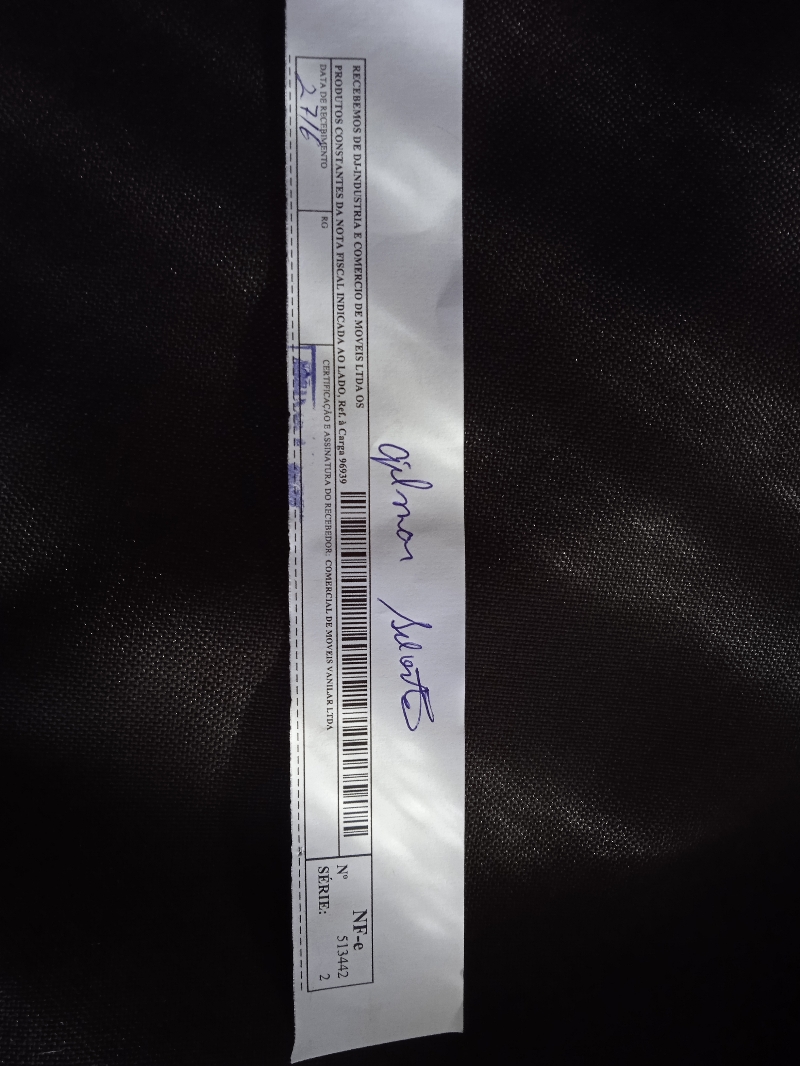 Gilmar
RECEBEMOS DE DJ-INDUSTRIA E COMERCIO DE MOVEIS LTDA OS
PRODUTOS CONSTANTES DA NOTA FISCAL INDICADA AO LADO, Ref. à Carga 96939
DATA DE RECEBIMENTO
27/6
RG
CERTIFICAÇÃO E ASSINATURA DO RECEBEDOR: COMERCIAL DE MOVEIS VANILAR LTDA
NF-e
Nº 513442
SÉRIE: 2